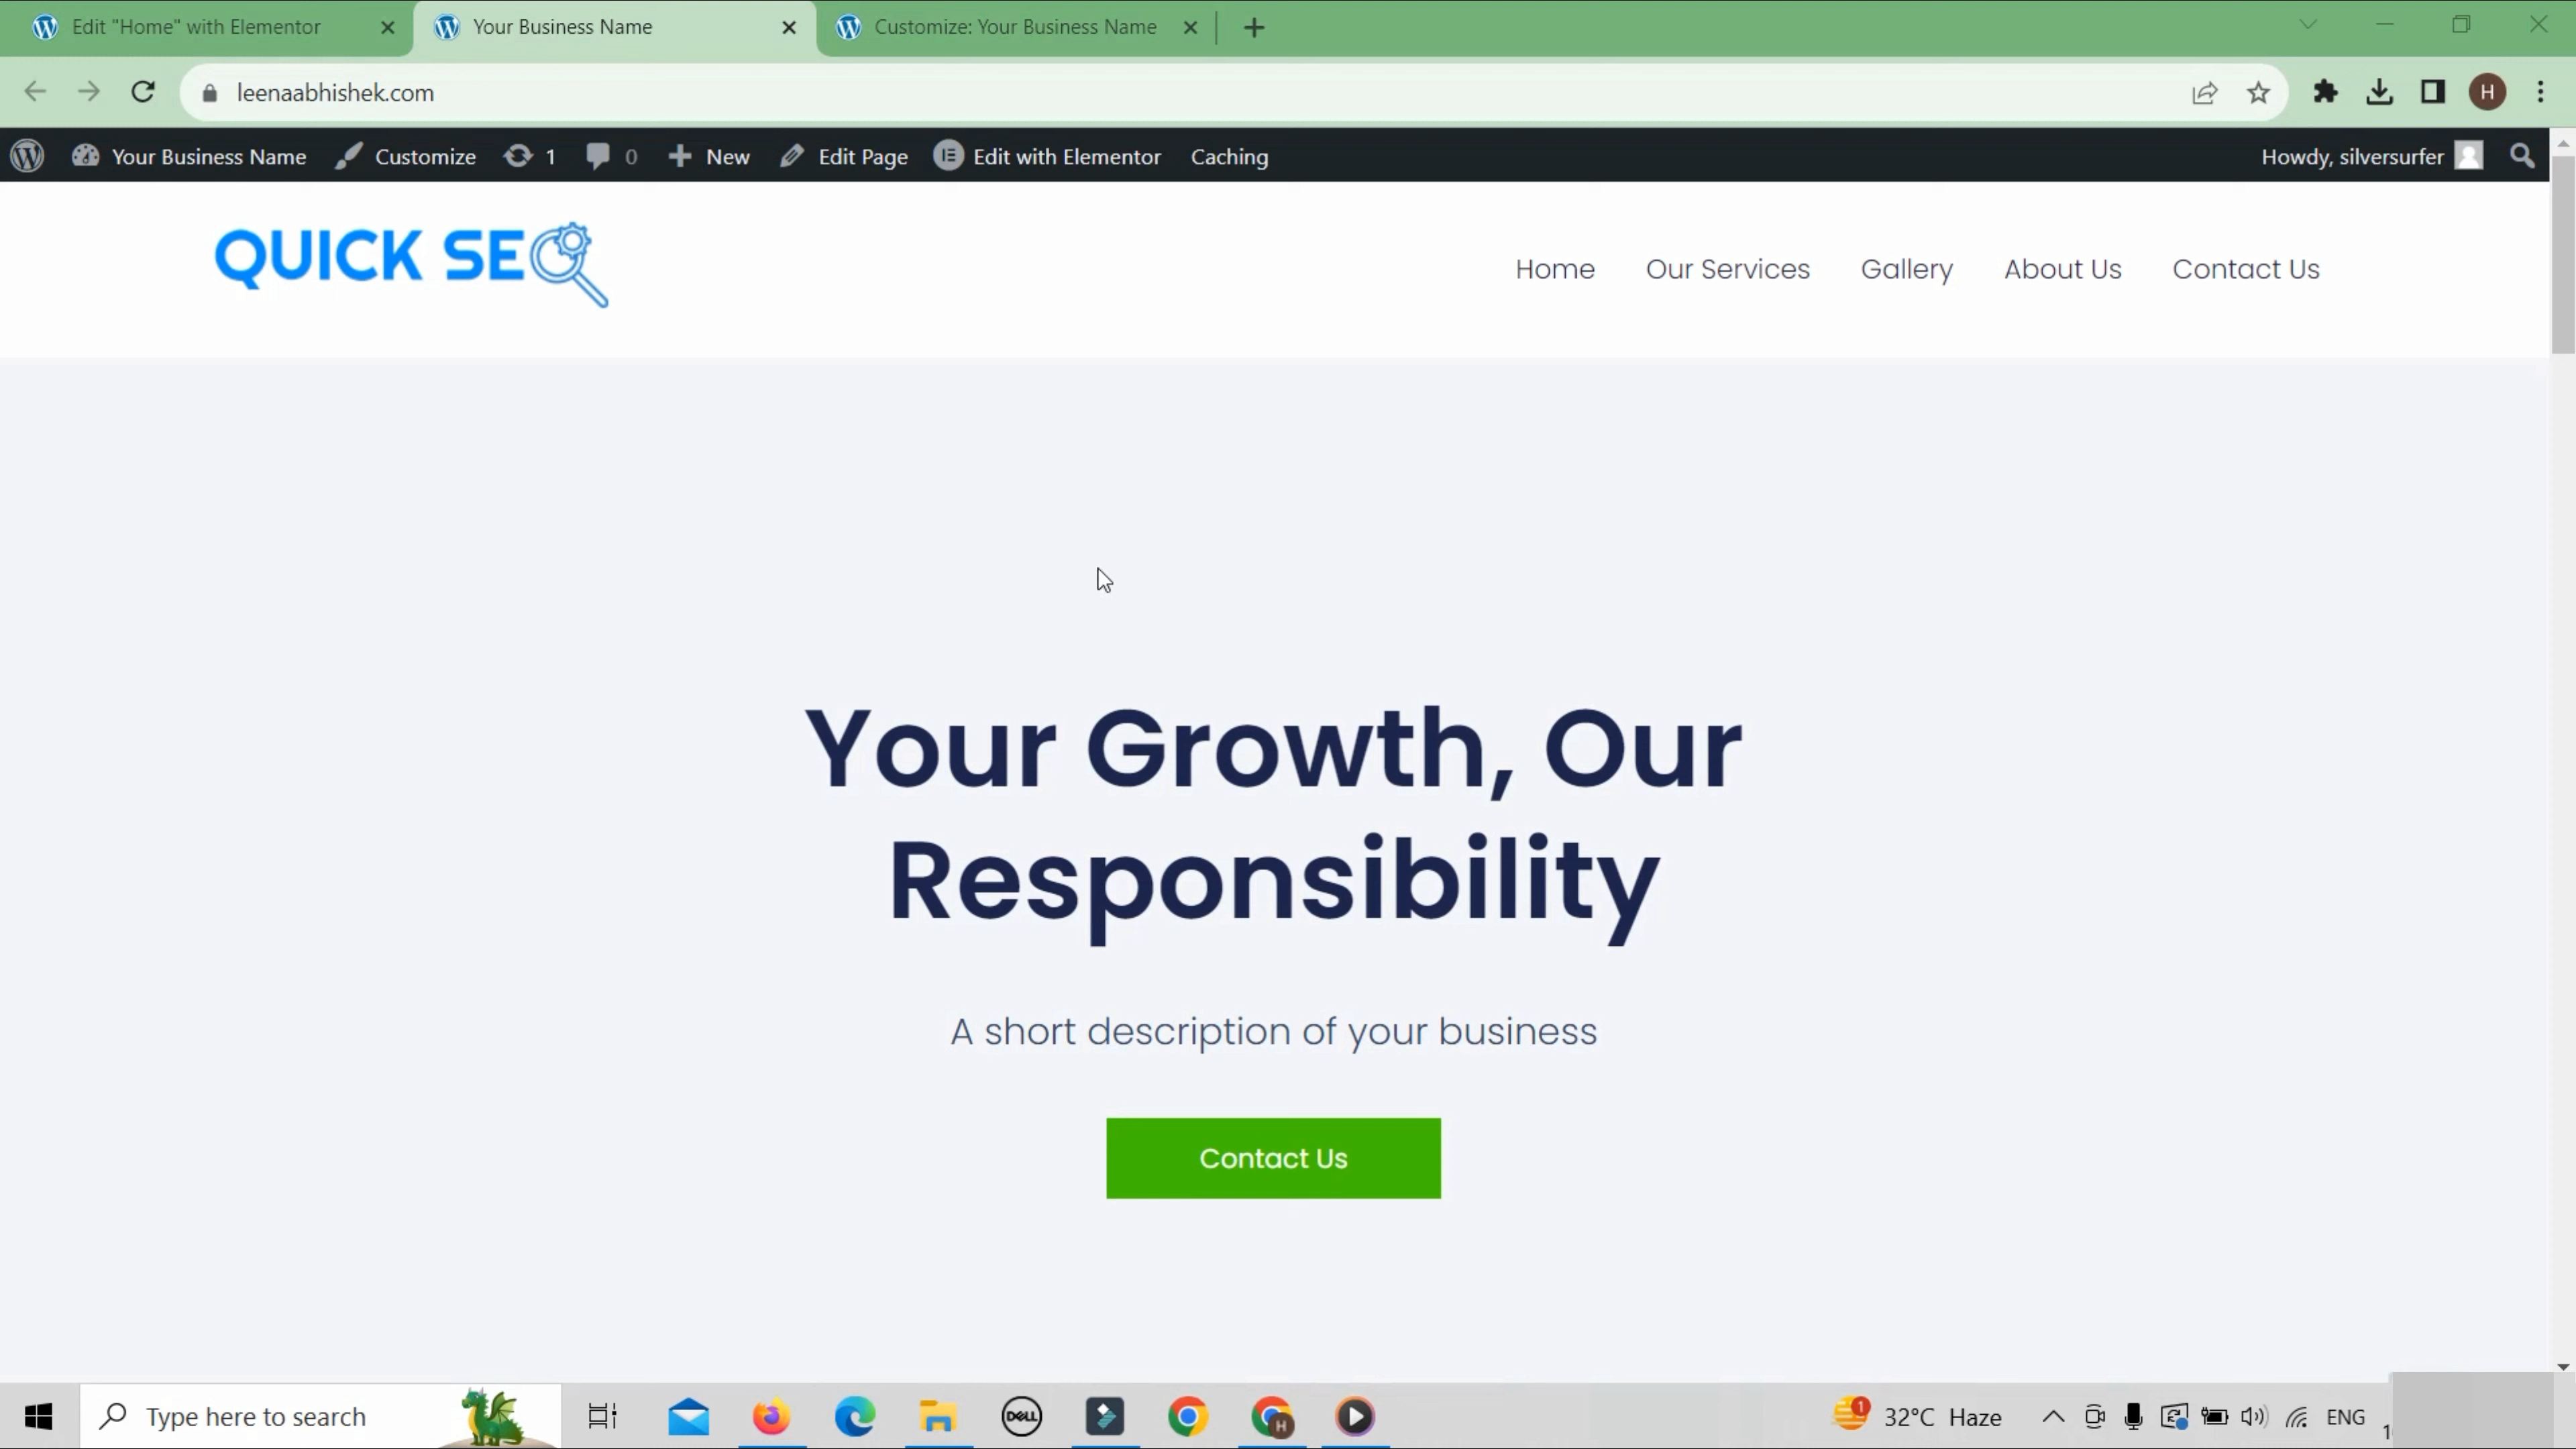 Edit "Home" with Elementor
Your Business Name
Customize: Your Business Name
leenaabhishek.com
H
Your Business Name
Customize
1
0
New
Edit Page
Edit with Elementor
Caching
Howdy, silversurfer
QUICK SEO
Home
Our Services
Gallery
About Us
Contact Us
Your Growth, Our
Responsibility
A short description of your business
Contact Us
Type here to search
DELL
H
1
32°C Haze
ENG